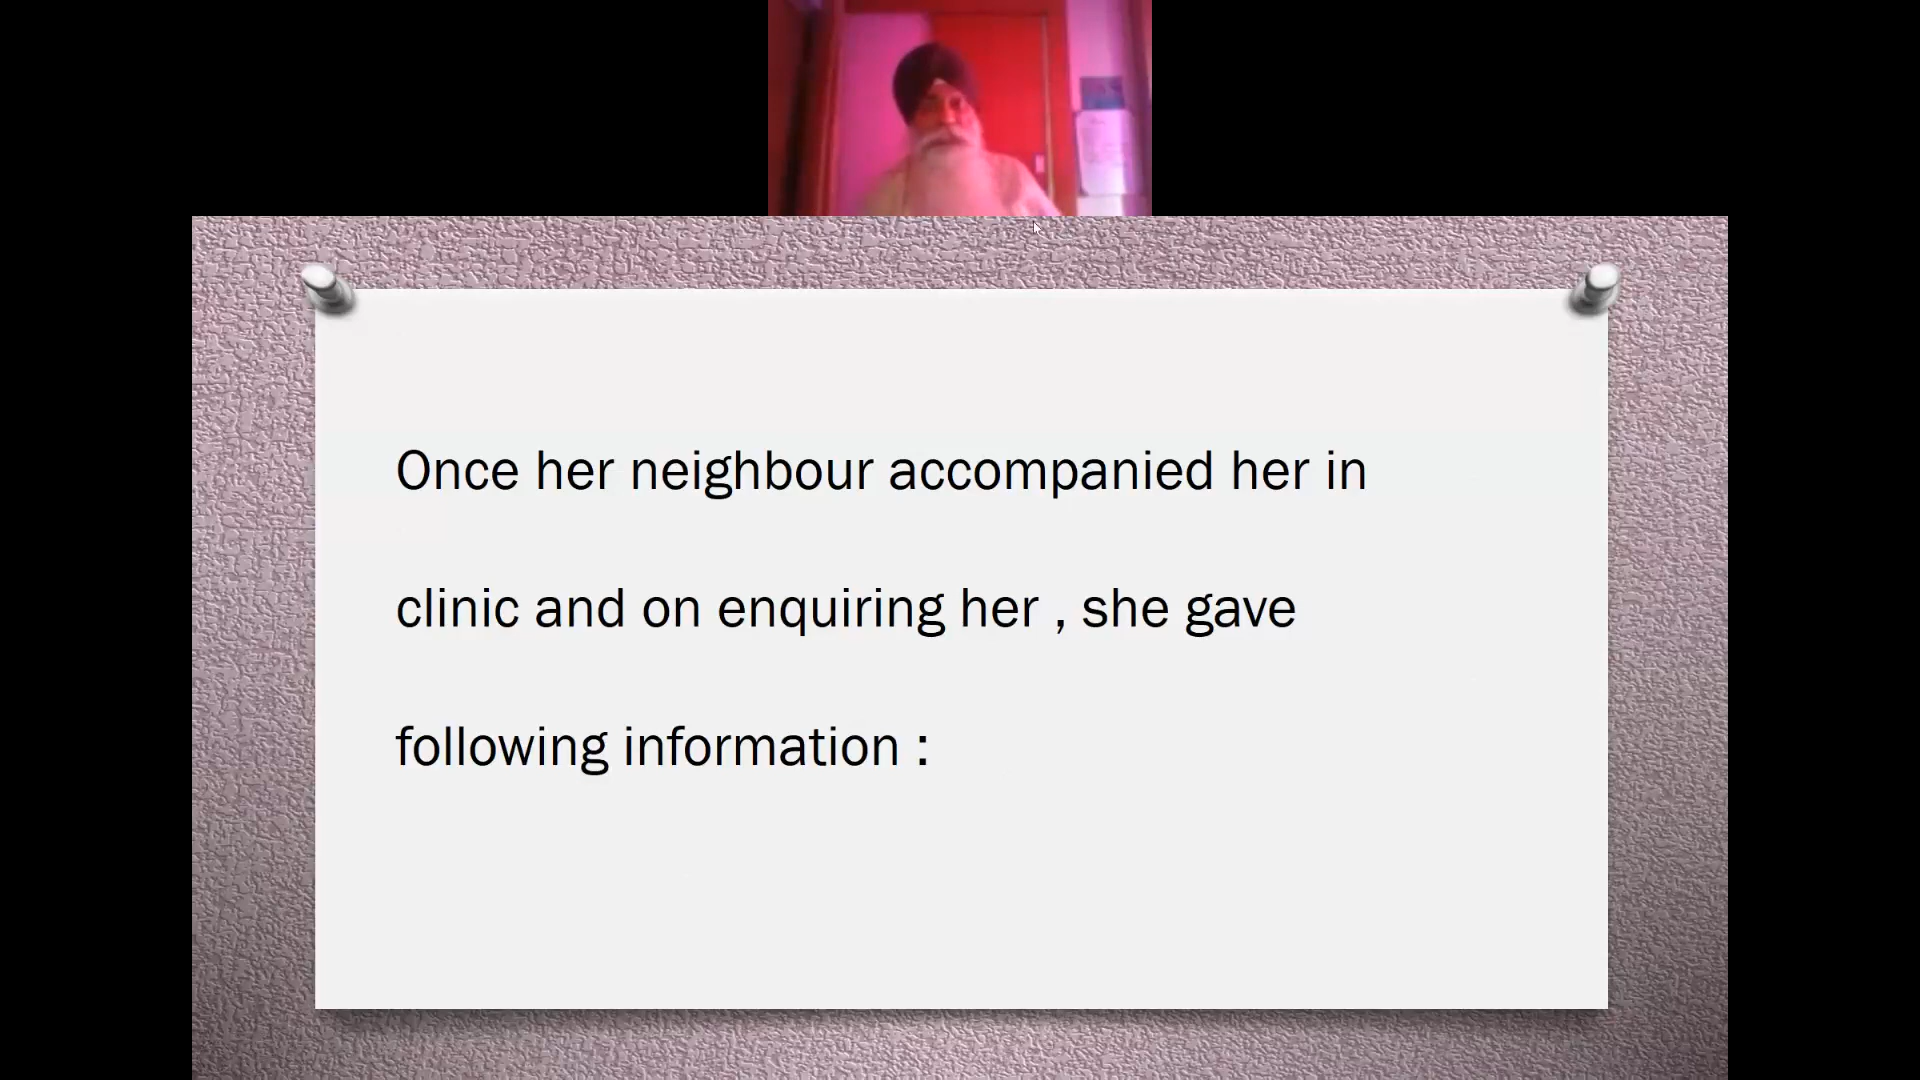 Once her neighbour accompanied her in
clinic and on enquiring her , she gave
following information :